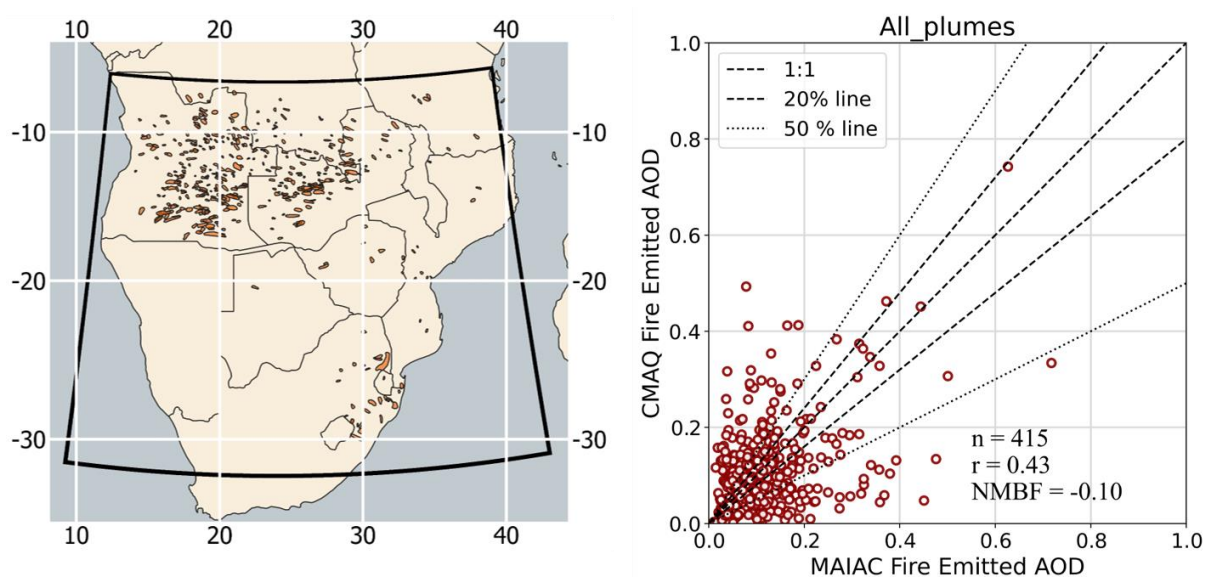 10 20 30 40
-10 -10
-20 -20
-30 -30
10 20 30 40
All_plumes
1:1
20% line
50 % line
CMAQ Fire Emitted AOD
1.0
0.8
0.6
0.4
0.2
0.0
n = 415
r = 0.43
NMBF = -0.10
0.0 0.2 0.4 0.6 0.8 1.0
MAIAC Fire Emitted AOD